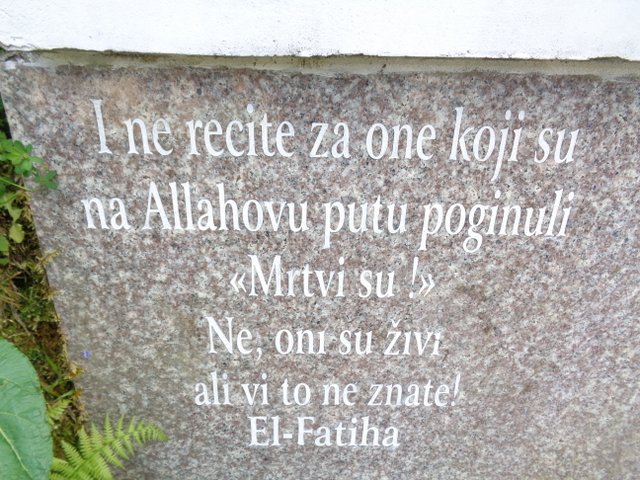 I ne recite za one koji su
na Allahovu putu poginuli
«Mrtvi su !»
Ne, oni su živi
ali vi to ne znate!
El-Fatiha